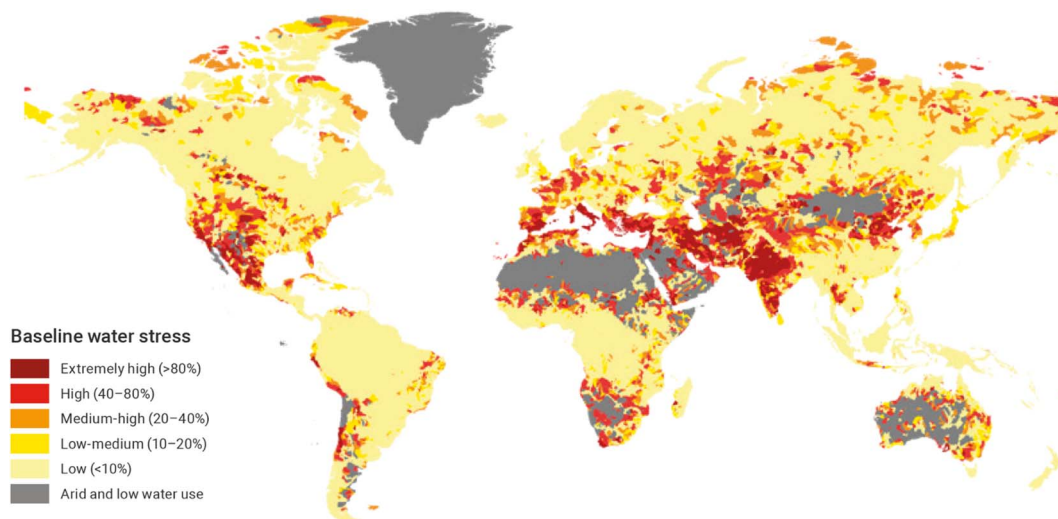 Baseline water stress
Extremely high (>80%)
High (40–80%)
Medium-high (20–40%)
Low-medium (10–20%)
Low (<10%)
Arid and low water use